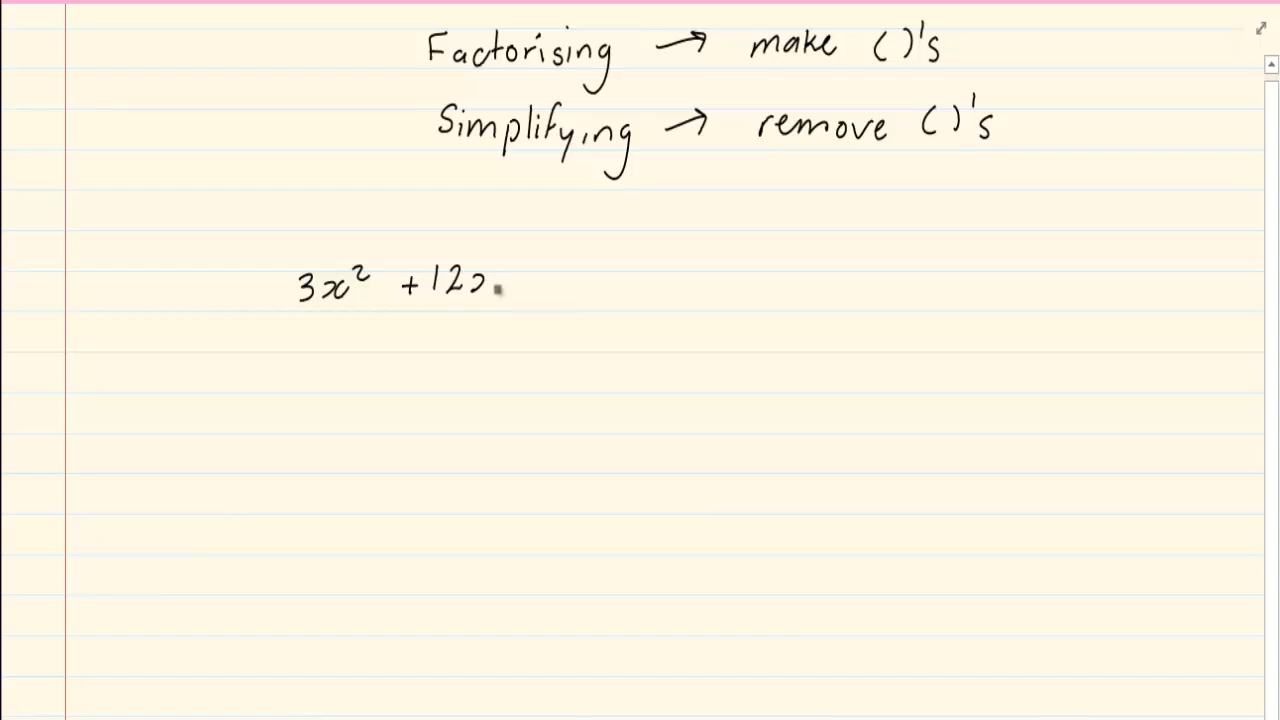 Factorising → make ( )'s
Simplifying → remove ( )'s
3x² + 12